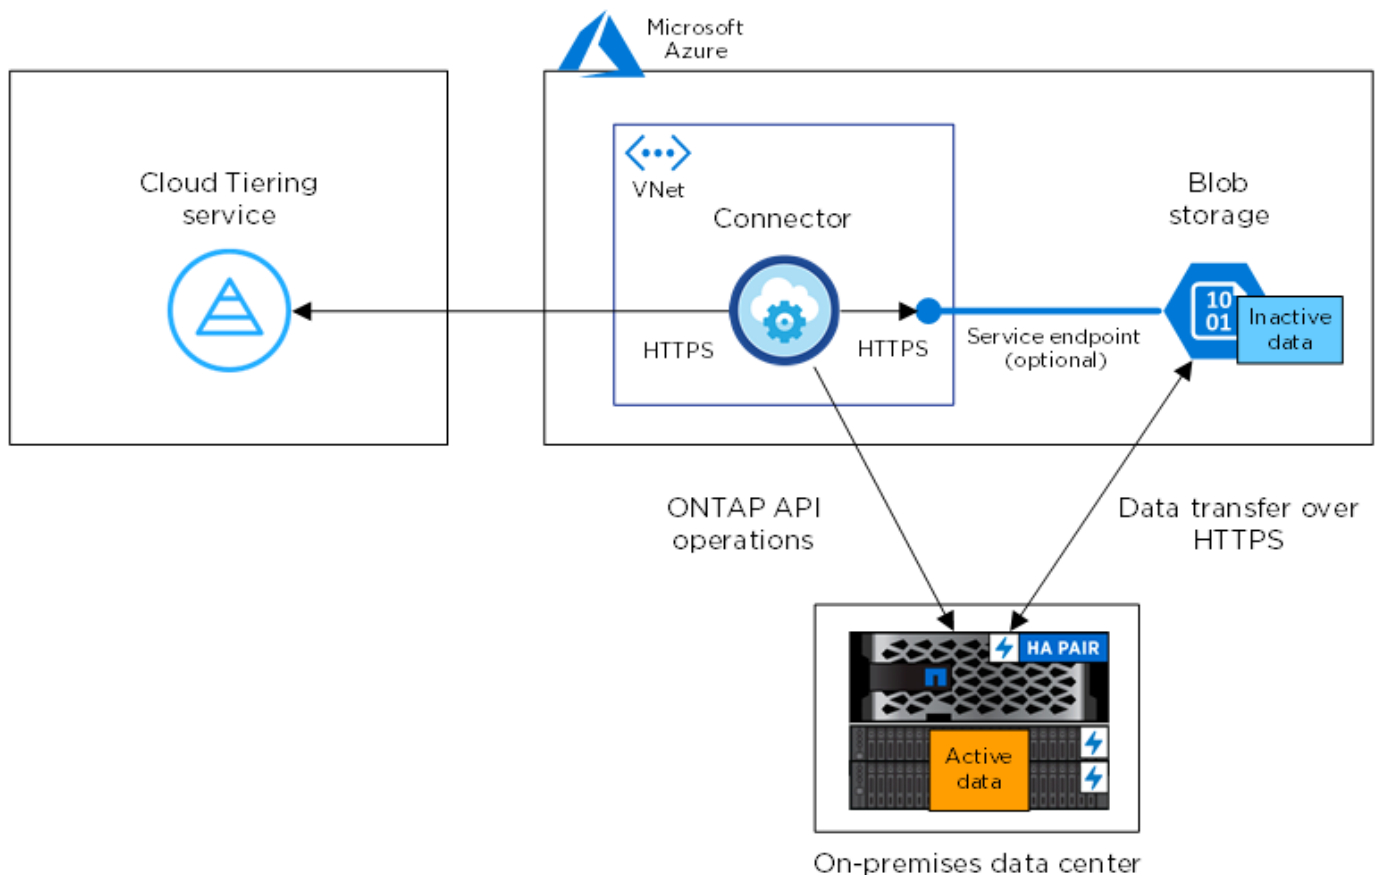 Microsoft
Azure
Cloud Tiering
service
VNet
Connector
Blob
storage
10
01
Inactive
data
HTTPS
HTTPS
Service endpoint
(optional)
ONTAP API
operations
Data transfer over
HTTPS
HA PAIR
Active
data
On-premises data center